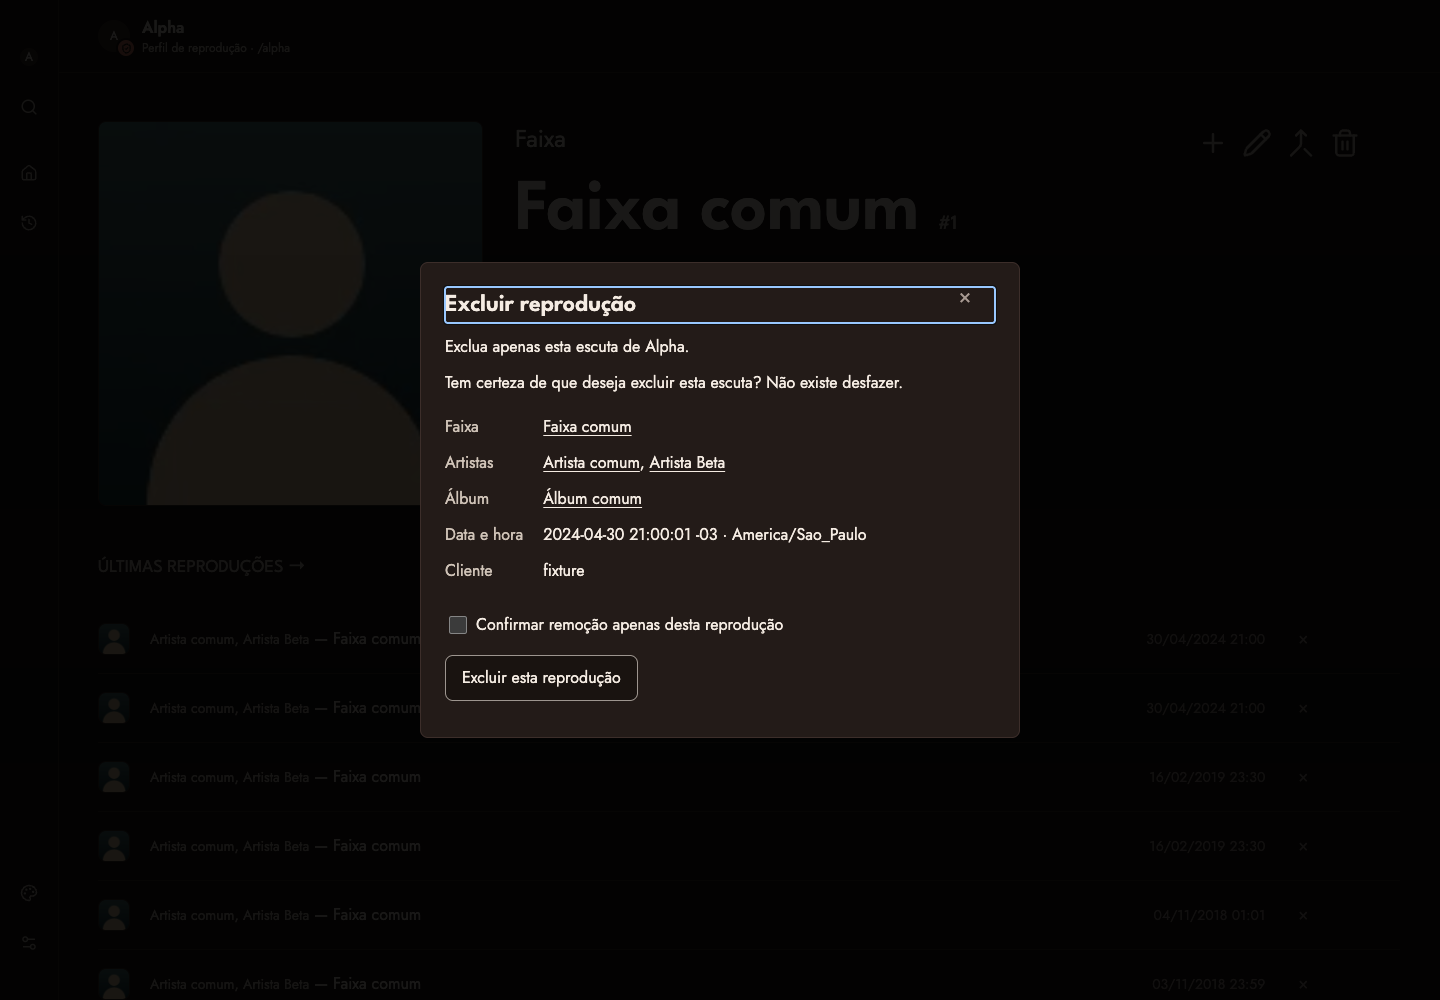 A
Alpha
Perfil de reprodução · /alpha
A
Faixa
Faixa comum #1
Excluir reprodução ×
Exclua apenas esta escuta de Alpha.
Tem certeza de que deseja excluir esta escuta? Não existe desfazer.
Faixa Faixa comum
Artistas Artista comum, Artista Beta
Álbum Álbum comum
Data e hora 2024-04-30 21:00:01 -03 · America/Sao_Paulo
Cliente fixture
Confirmar remoção apenas desta reprodução
Excluir esta reprodução
ÚLTIMAS REPRODUÇÕES →
Artista comum, Artista Beta — Faixa comum 30/04/2024 21:00 ×
Artista comum, Artista Beta — Faixa comum 30/04/2024 21:00 ×
Artista comum, Artista Beta — Faixa comum 16/02/2019 23:30 ×
Artista comum, Artista Beta — Faixa comum 16/02/2019 23:30 ×
Artista comum, Artista Beta — Faixa comum 04/11/2018 01:01 ×
Artista comum, Artista Beta — Faixa comum 03/11/2018 23:59 ×